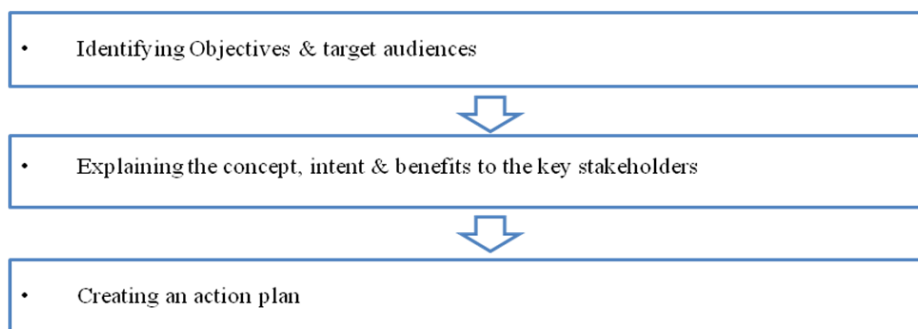 • Identifying Objectives & target audiences
• Explaining the concept, intent & benefits to the key stakeholders
• Creating an action plan